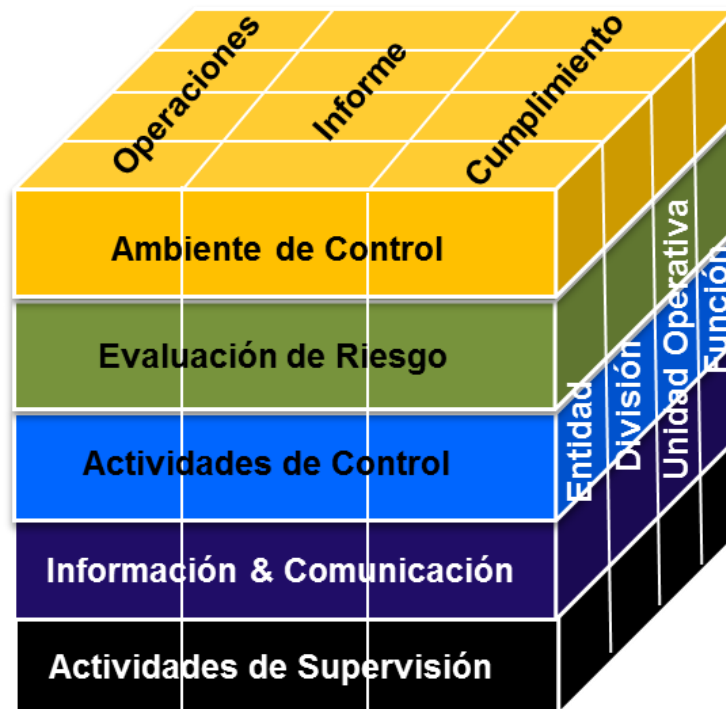 Operaciones
Informe
Cumplimiento
Ambiente de Control
Evaluación de Riesgo
Actividades de Control
Información & Comunicación
Actividades de Supervisión
Entidad
División
Unidad Operativa
Función